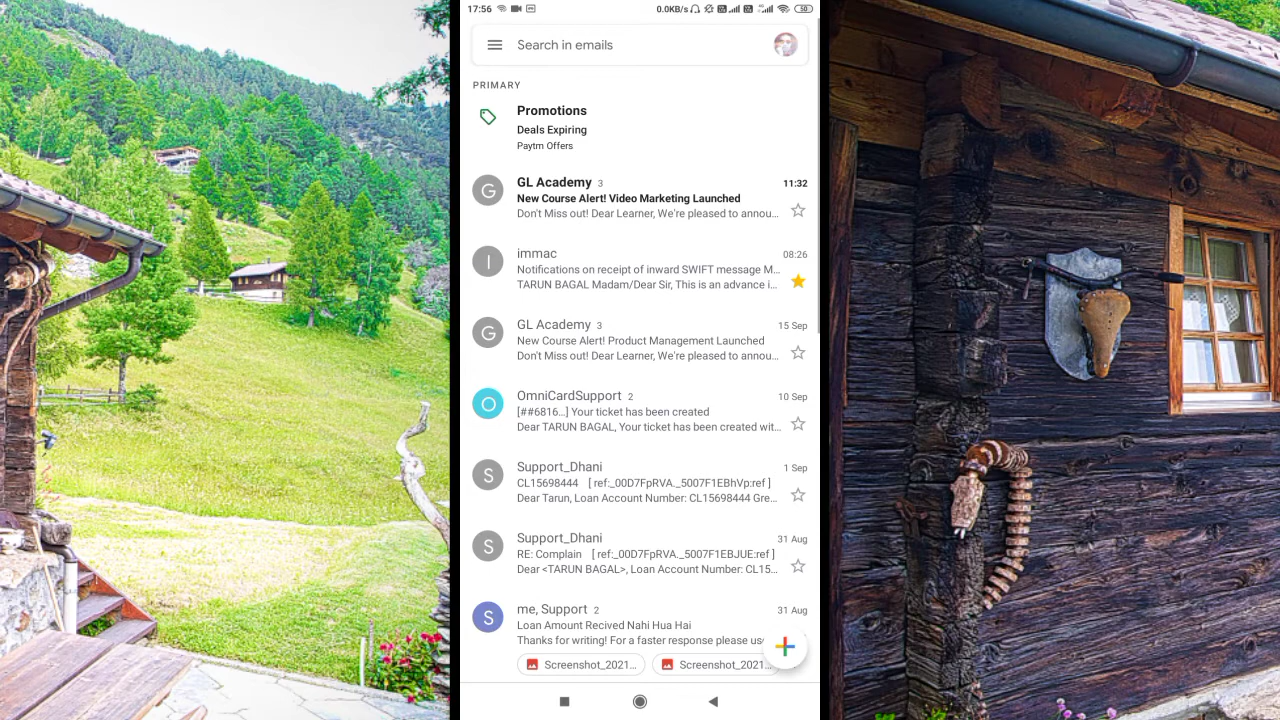 17:56 0.0KB/s 50
Search in emails
PRIMARY
Promotions
Deals Expiring
Paytm Offers
G GL Academy 3 11:32
New Course Alert! Video Marketing Launched
Don't Miss out! Dear Learner, We're pleased to annou...
I immac 08:26
Notifications on receipt of inward SWIFT message M...
TARUN BAGAL Madam/Dear Sir, This is an advance i...
G GL Academy 3 15 Sep
New Course Alert! Product Management Launched
Don't Miss out! Dear Learner, We're pleased to annou...
O OmniCardSupport 2 10 Sep
[##6816...] Your ticket has been created
Dear TARUN BAGAL, Your ticket has been created wit...
S Support_Dhani 1 Sep
CL15698444 [ ref:_00D7FpRVA._5007F1EBhVp:ref ]
Dear Tarun, Loan Account Number: CL15698444 Gre...
S Support_Dhani 31 Aug
RE: Complain [ ref:_00D7FpRVA._5007F1EBJUE:ref ]
Dear <TARUN BAGAL>, Loan Account Number: CL15...
S me, Support 2 31 Aug
Loan Amount Recived Nahi Hua Hai
Thanks for writing! For a faster response please us
Screenshot_2021... Screenshot_2021...